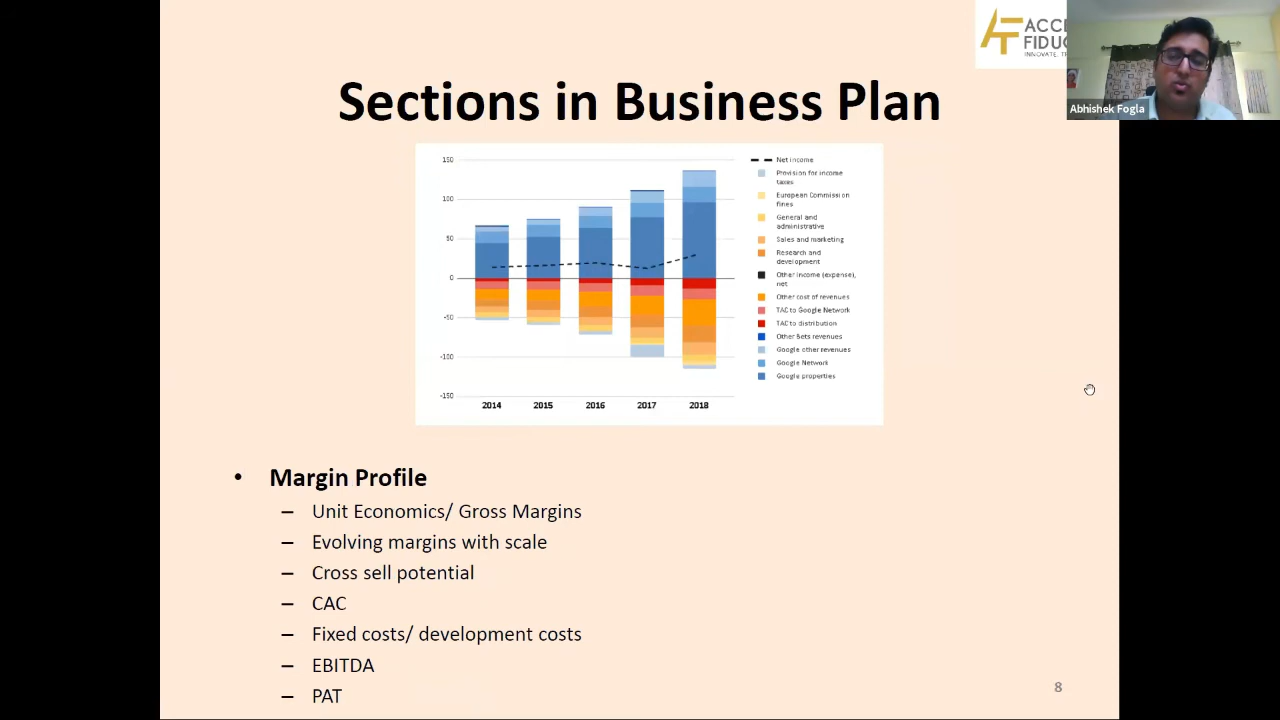 ACCE
FIDUC
INNOVATE. T
Abhishek Fogla
Sections in Business Plan
150
100
50
0
-50
-100
-150
2014 2015 2016 2017 2018
Net income
Provision for income
taxes
European Commission
fines
General and
administrative
Sales and marketing
Research and
development
Other income (expense),
net
Other cost of revenues
TAC to Google Network
TAC to distribution
Other Bets revenues
Google other revenues
Google Network
Google properties
• Margin Profile
– Unit Economics/ Gross Margins
– Evolving margins with scale
– Cross sell potential
– CAC
– Fixed costs/ development costs
– EBITDA
– PAT
8